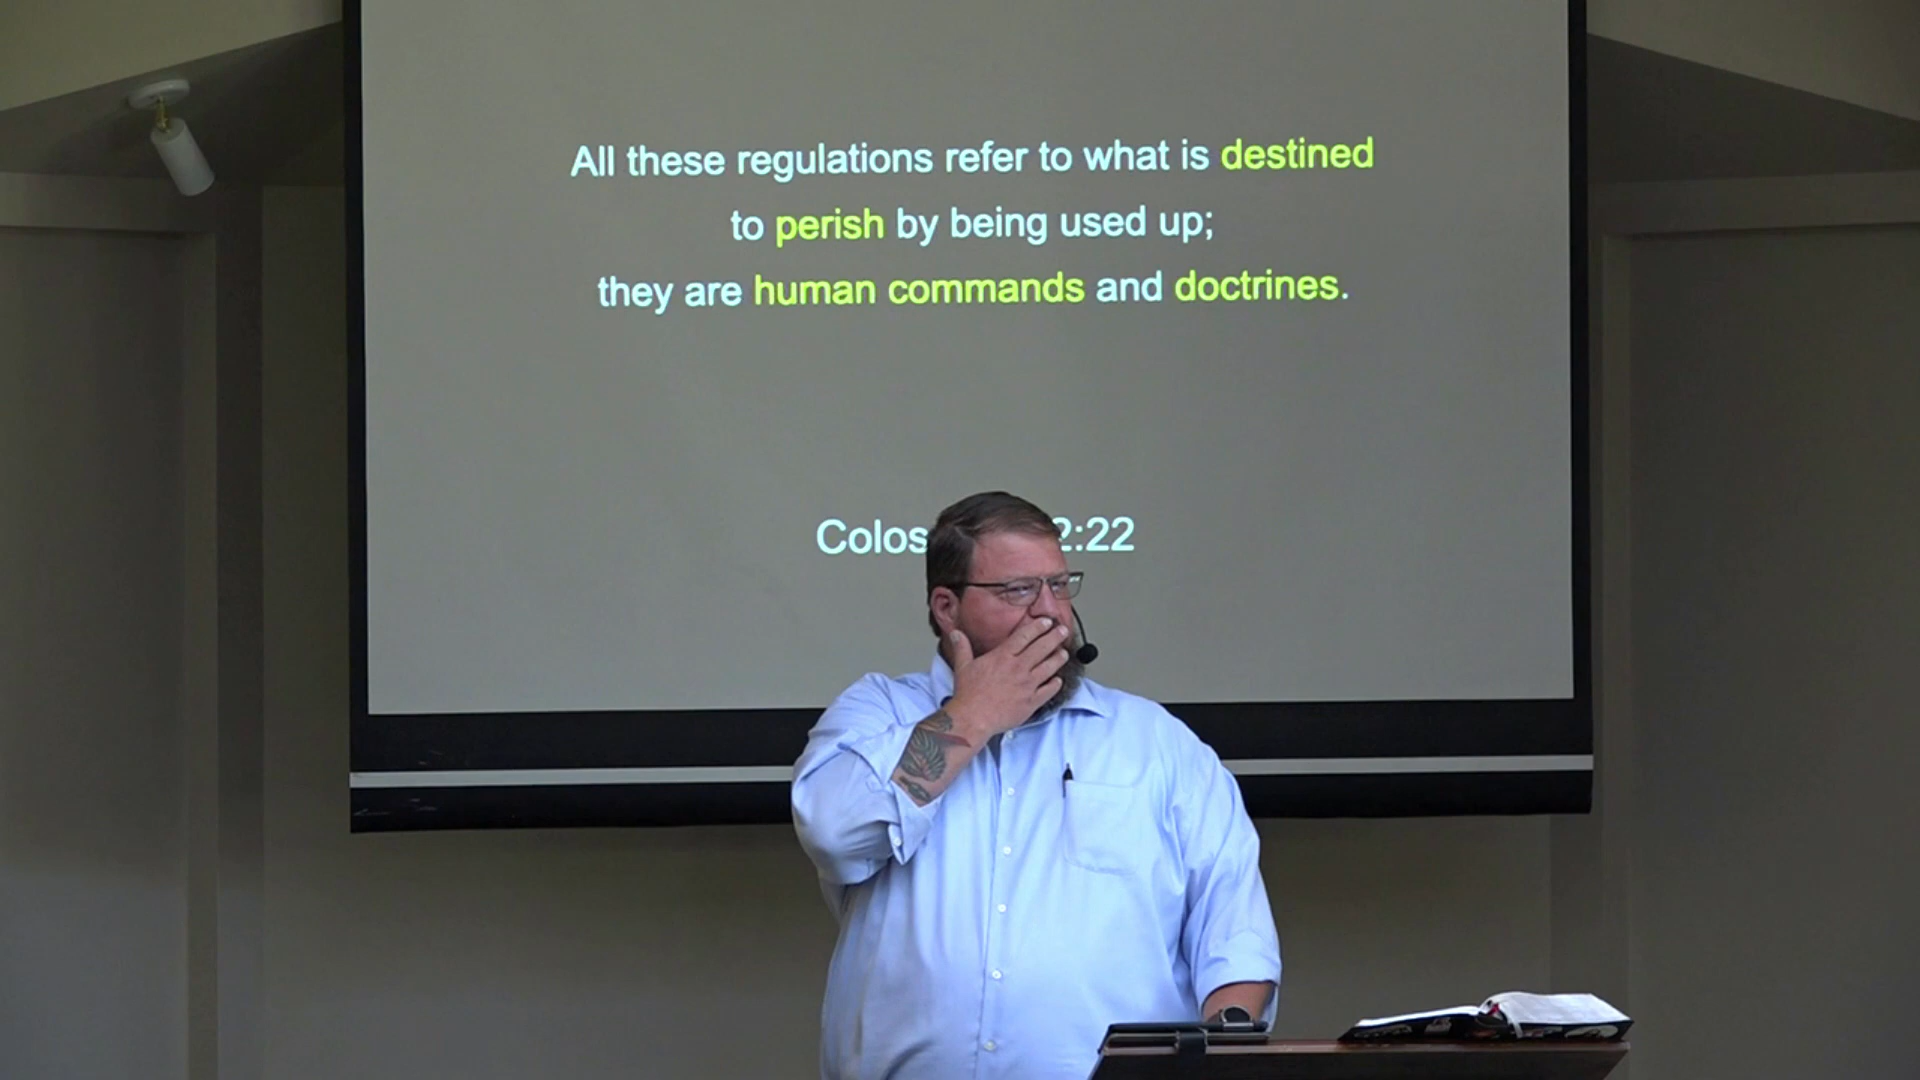 All these regulations refer to what is destined
to perish by being used up;
they are human commands and doctrines.
Colos 2:22